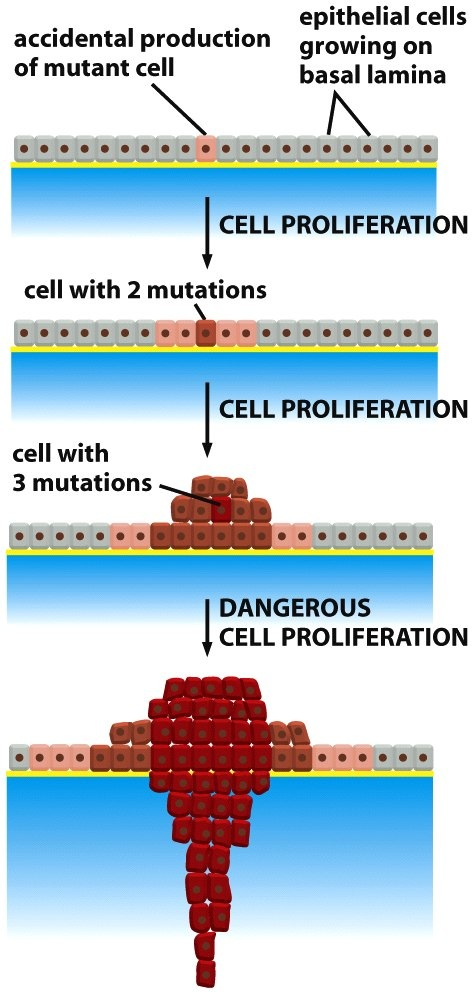 accidental production
of mutant cell
epithelial cells
growing on
basal lamina
CELL PROLIFERATION
cell with 2 mutations
CELL PROLIFERATION
cell with
3 mutations
DANGEROUS
CELL PROLIFERATION